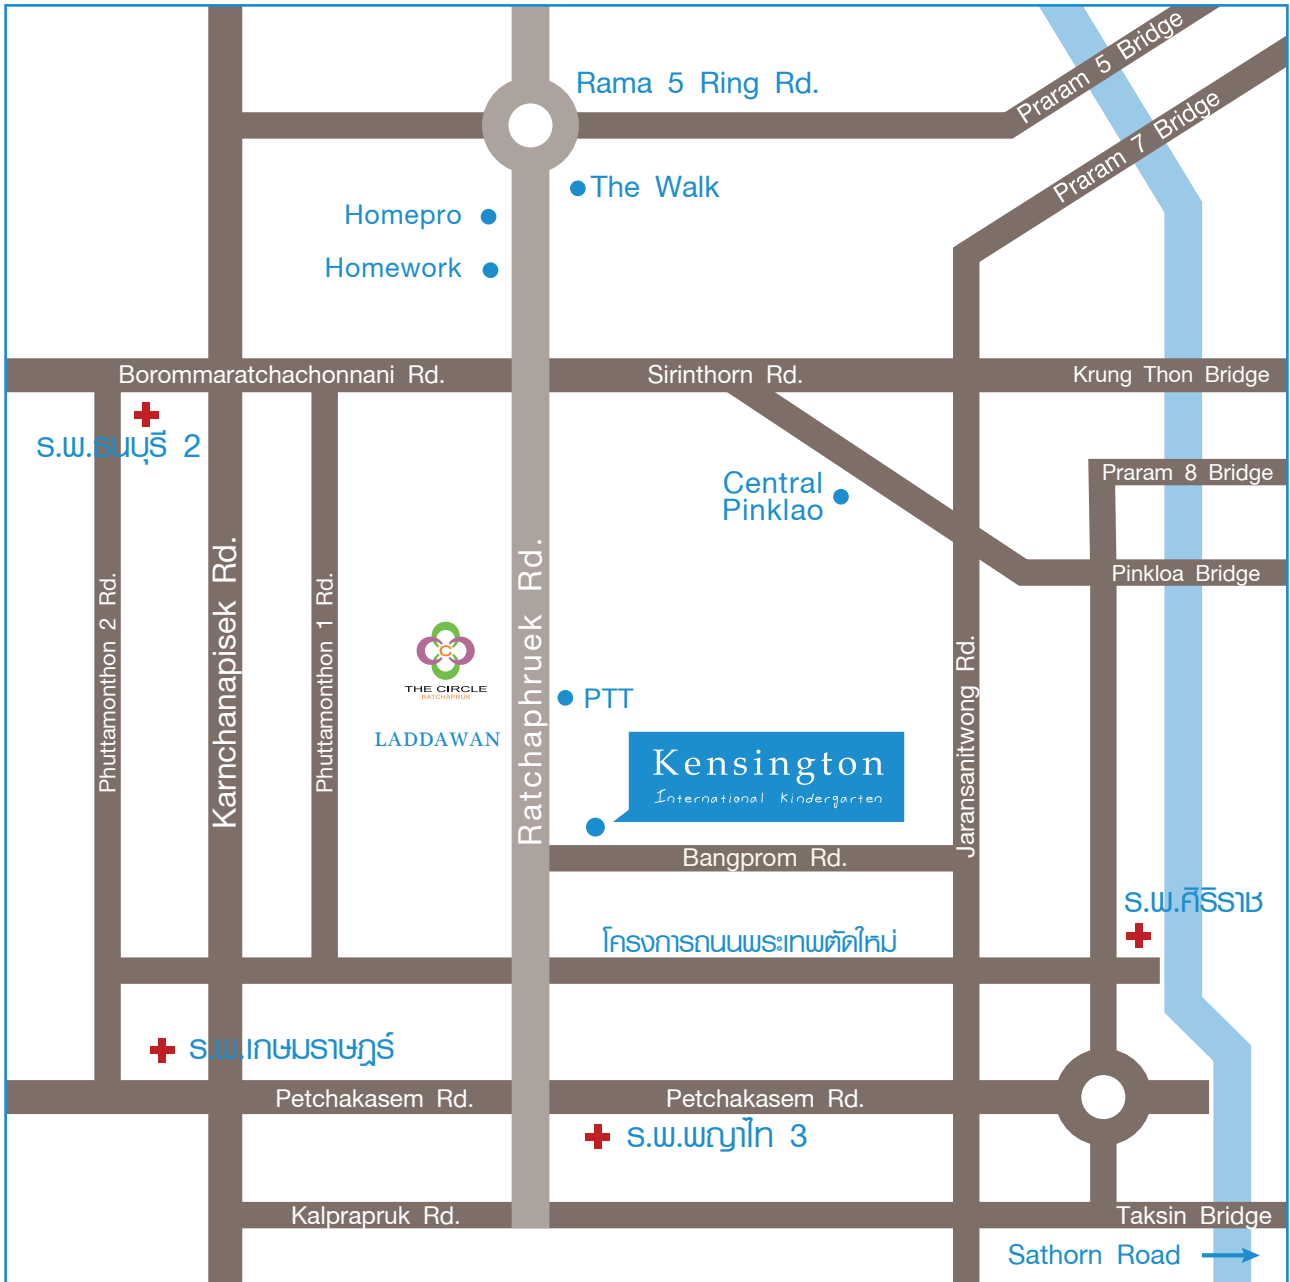 Praram 5 Bridge
Rama 5 Ring Rd.
Praram 7 Bridge
The Walk
Homepro
Homework
Borommaratchachonnani Rd.
Sirinthorn Rd.
Krung Thon Bridge
ร.พ.ธนบุรี 2
Central
Pinklao
Praram 8 Bridge
Pinkloa Bridge
Phuttamonthon 2 Rd.
Karnchanapisek Rd.
Phuttamonthon 1 Rd.
Ratchaphruek Rd.
Jaransanitwong Rd.
C
THE CIRCLE
RATCHAPRUK
LADDAWAN
PTT
Kensington
International Kindergarten
Bangprom Rd.
ร.พ.ศิริราช
โครงการถนนพระเทพตัดใหม่
ร.พ.เกษมราษฎร์
Petchakasem Rd.
Petchakasem Rd.
ร.พ.พญาไท 3
Kalprapruk Rd.
Taksin Bridge
Sathorn Road